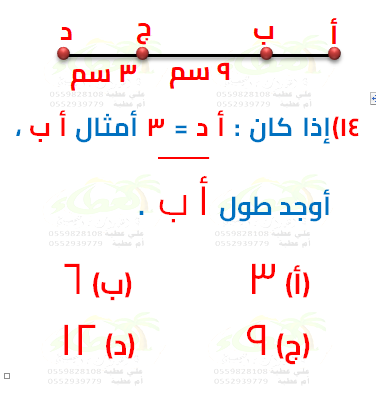 أ ب ج د
٩ سم ٣ سم
١٤) إذا كان : أ د = ٣ أمثال أ ب ،
أوجد طول أ ب .
(أ) ٣ (ب) ٦
(ج) ٩ (د) ١٢
علي عطية 0559828108
أم عطية 0552939779